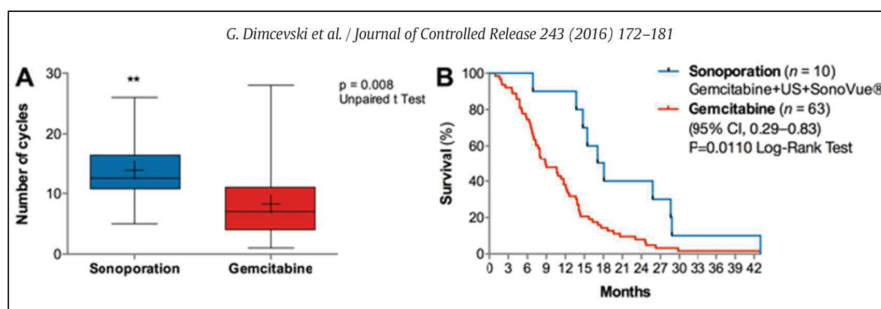 G. Dimcevski et al. / Journal of Controlled Release 243 (2016) 172–181
A
**
p = 0.008
Unpaired t Test
Number of cycles
30
20
10
0
Sonoporation
Gemcitabine
B
Sonoporation (n = 10)
Gemcitabine+US+SonoVue®
Gemcitabine (n = 63)
(95% CI, 0.29–0.83)
P=0.0110 Log-Rank Test
Survival (%)
100
80
60
40
20
0
0 3 6 9 12 15 18 21 24 27 30 33 36 39 42
Months